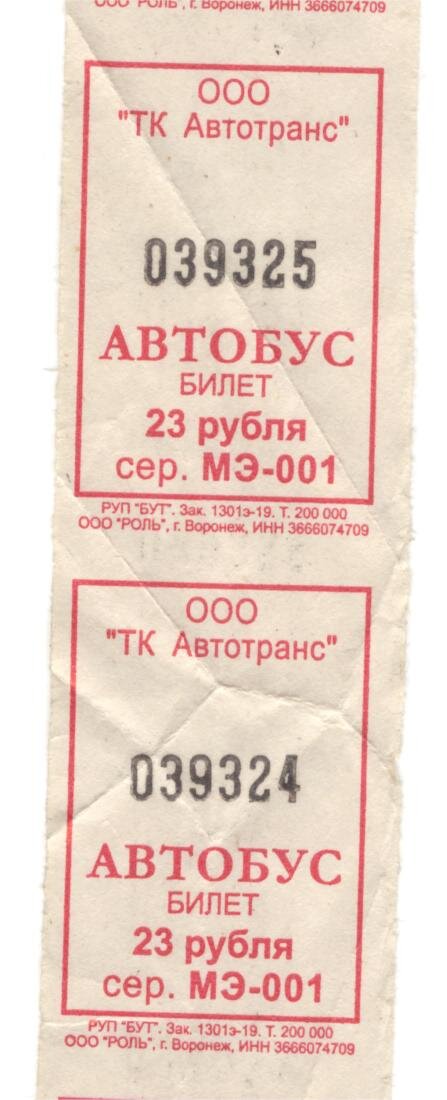 ООО "РОЛЬ", г. Воронеж, ИНН 3666074709
ООО
"ТК Автотранс"
039325
АВТОБУС
БИЛЕТ
23 рубля
сер. МЭ-001
РУП "БУТ". Зак. 1301э-19. Т. 200 000
ООО "РОЛЬ", г. Воронеж, ИНН 3666074709
ООО
"ТК Автотранс"
039324
АВТОБУС
БИЛЕТ
23 рубля
сер. МЭ-001
РУП "БУТ". Зак. 1301э-19. Т. 200 000
ООО "РОЛЬ", г. Воронеж, ИНН 3666074709